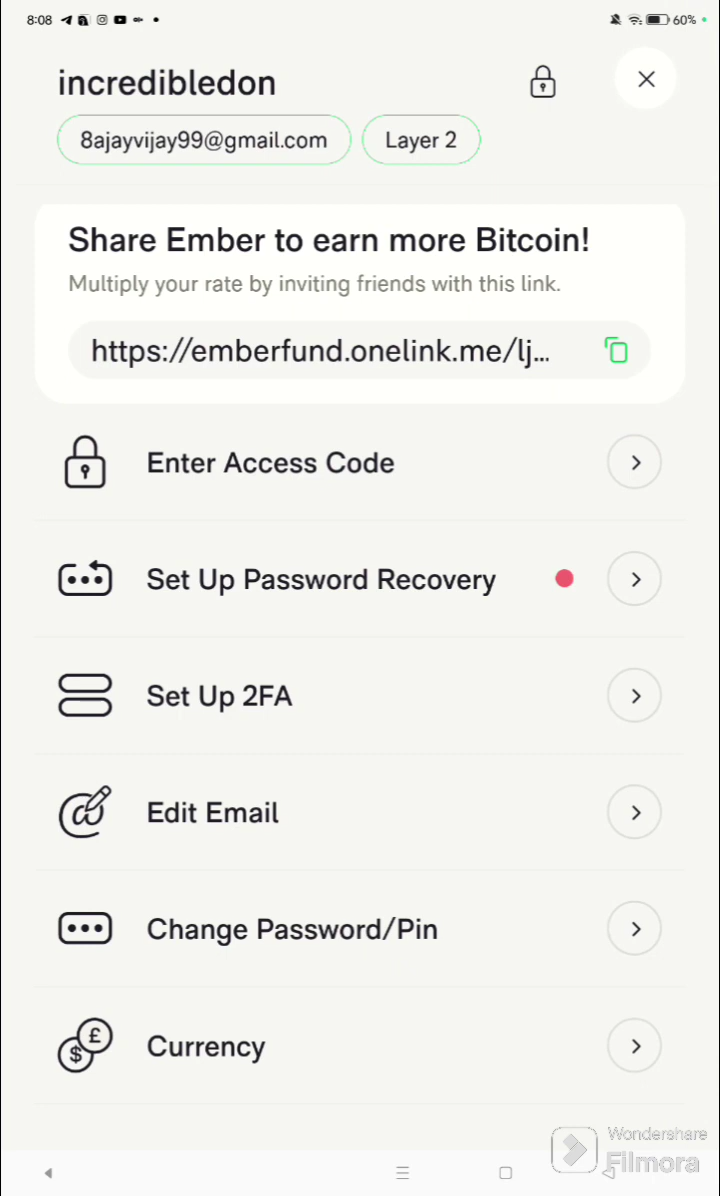 8:08
60%
incredibledon
8ajayvijay99@gmail.com
Layer 2
Share Ember to earn more Bitcoin!
Multiply your rate by inviting friends with this link.
https://emberfund.onelink.me/lj...
Enter Access Code
Set Up Password Recovery
Set Up 2FA
Edit Email
Change Password/Pin
Currency
Wondershare
Filmora